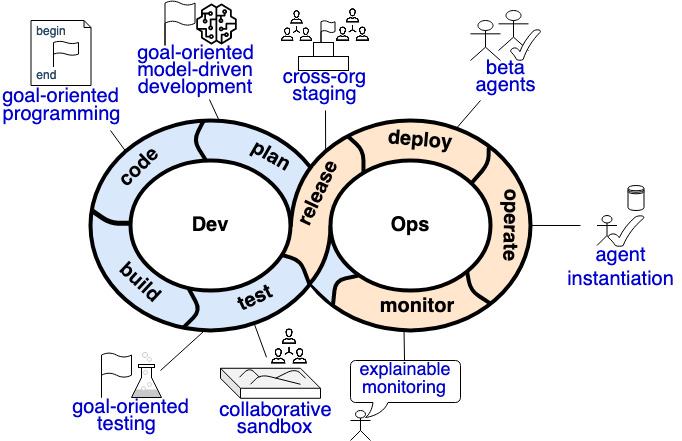 begin
end
goal-oriented
programming
goal-oriented
model-driven
development
cross-org
staging
beta
agents
code
plan
release
deploy
operate
Dev
Ops
build
test
monitor
agent
instantiation
goal-oriented
testing
collaborative
sandbox
explainable
monitoring